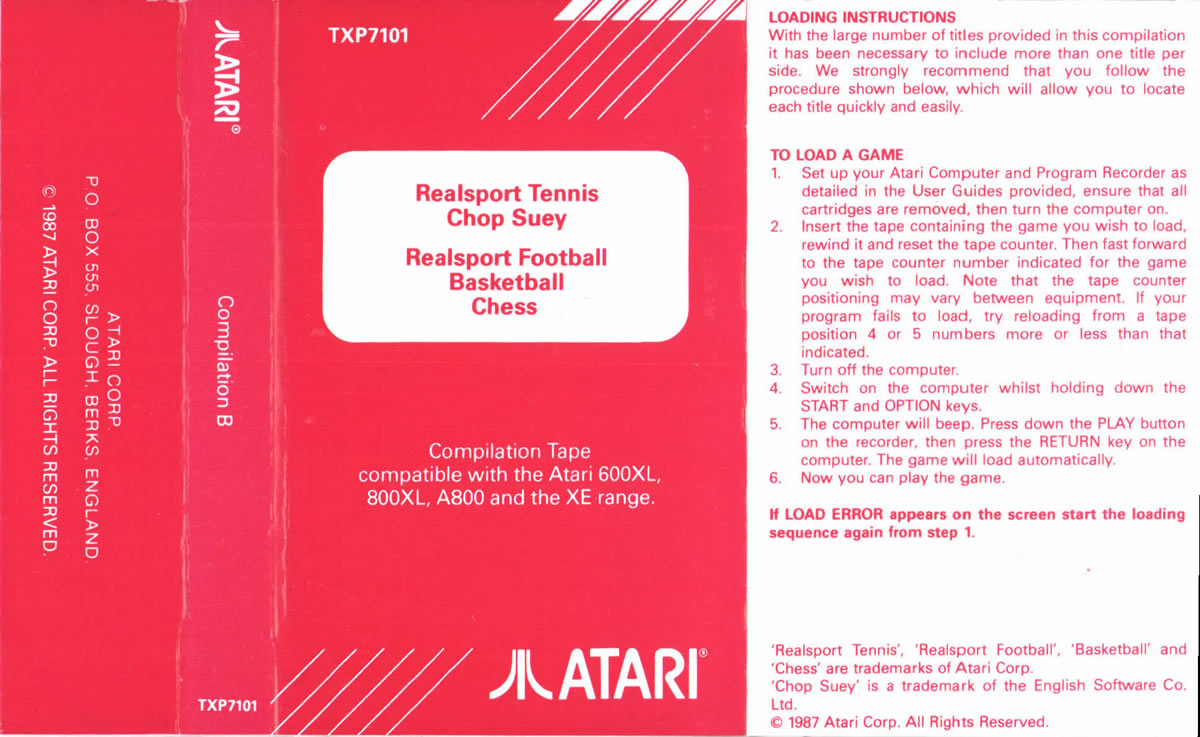 ATARI CORP.
P.O. BOX 555, SLOUGH, BERKS, ENGLAND.
© 1987 ATARI CORP. ALL RIGHTS RESERVED.
ATARI®
Compilation B
TXP7101
TXP7101
Realsport Tennis
Chop Suey
Realsport Football
Basketball
Chess
Compilation Tape
compatible with the Atari 600XL,
800XL, A800 and the XE range.
ATARI®
LOADING INSTRUCTIONS
With the large number of titles provided in this compilation
it has been necessary to include more than one title per
side. We strongly recommend that you follow the
procedure shown below, which will allow you to locate
each title quickly and easily.
TO LOAD A GAME
1. Set up your Atari Computer and Program Recorder as
detailed in the User Guides provided, ensure that all
cartridges are removed, then turn the computer on.
2. Insert the tape containing the game you wish to load,
rewind it and reset the tape counter. Then fast forward
to the tape counter number indicated for the game
you wish to load. Note that the tape counter
positioning may vary between equipment. If your
program fails to load, try reloading from a tape
position 4 or 5 numbers more or less than that
indicated.
3. Turn off the computer.
4. Switch on the computer whilst holding down the
START and OPTION keys.
5. The computer will beep. Press down the PLAY button
on the recorder, then press the RETURN key on the
computer. The game will load automatically.
6. Now you can play the game.
If LOAD ERROR appears on the screen start the loading
sequence again from step 1.
'Realsport Tennis', 'Realsport Football', 'Basketball' and
'Chess' are trademarks of Atari Corp.
'Chop Suey' is a trademark of the English Software Co.
Ltd.
© 1987 Atari Corp. All Rights Reserved.